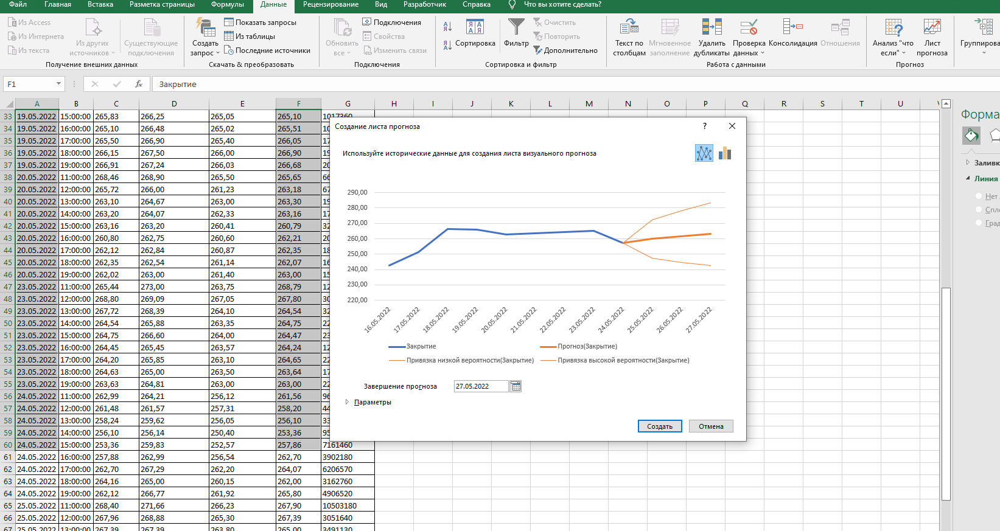 Файл Главная Вставка Разметка страницы Формулы Данные Рецензирование Вид Разработчик Справка Что вы хотите сделать?
Из Access
Из Интернета
Из текста
Из других источников
Существующие подключения
Получение внешних данных
Создать запрос
Показать запросы
Из таблицы
Последние источники
Скачать & преобразовать
Обновить все
Подключения
Свойства
Изменить связи
Подключения
Сортировка
Фильтр
Очистить
Повторить
Дополнительно
Сортировка и фильтр
Текст по столбцам
Мгновенное заполнение
Удалить дубликаты
Проверка данных
Консолидация
Отношения
Работа с данными
Анализ "что если"
Лист прогноза
Прогноз
Группирова
F1 fx Закрытие
A B C D E F G H I J K L M N O P Q R S T U
33 19.05.2022 15:00:00 265,83 266,25 265,05 265,10 1017360
34 19.05.2022 16:00:00 265,10 266,48 265,02 265,51 10
35 19.05.2022 17:00:00 265,50 266,90 265,40 266,05 17
36 19.05.2022 18:00:00 266,15 267,50 266,00 266,90 19
37 19.05.2022 19:00:00 266,91 267,24 266,03 266,68 20
38 20.05.2022 11:00:00 268,46 268,90 265,50 265,65 66
39 20.05.2022 12:00:00 265,72 266,00 261,23 263,18 67
40 20.05.2022 13:00:00 263,10 264,67 263,00 263,30 19
41 20.05.2022 14:00:00 263,20 264,07 262,33 263,16 17
42 20.05.2022 15:00:00 263,16 263,20 260,41 260,79 32
43 20.05.2022 16:00:00 260,80 262,75 260,60 262,21 20
44 20.05.2022 17:00:00 262,12 262,84 260,87 262,35 18
45 20.05.2022 18:00:00 262,35 262,54 261,14 262,07 16
46 20.05.2022 19:00:00 262,02 263,00 261,40 263,00 15
47 23.05.2022 11:00:00 265,44 273,00 263,75 268,79 12
48 23.05.2022 12:00:00 268,80 269,09 267,05 267,80 30
49 23.05.2022 13:00:00 267,72 268,39 264,10 264,54 32
50 23.05.2022 14:00:00 264,54 265,88 263,35 264,75 22
51 23.05.2022 15:00:00 264,75 266,60 264,00 264,47 23
52 23.05.2022 16:00:00 264,45 265,45 263,57 264,24 12
53 23.05.2022 17:00:00 264,20 265,85 263,10 264,65 22
54 23.05.2022 18:00:00 264,63 265,00 263,50 263,64 17
55 23.05.2022 19:00:00 263,63 264,81 263,00 263,00 22
56 24.05.2022 11:00:00 262,99 264,21 256,12 261,56 96
57 24.05.2022 12:00:00 261,48 261,57 257,31 258,20 44
58 24.05.2022 13:00:00 258,24 259,62 256,05 256,10 33
59 24.05.2022 14:00:00 256,10 256,14 250,40 253,36 95
60 24.05.2022 15:00:00 253,36 259,83 252,57 257,86 7161460
61 24.05.2022 16:00:00 257,88 262,99 256,54 262,70 3902180
62 24.05.2022 17:00:00 262,70 267,29 262,20 264,07 6206570
63 24.05.2022 18:00:00 264,16 265,00 260,15 262,00 3162760
64 24.05.2022 19:00:00 262,12 266,77 261,92 265,80 4906520
65 25.05.2022 11:00:00 268,40 271,66 266,23 267,90 10503180
66 25.05.2022 12:00:00 267,96 268,88 265,30 267,39 3051640
67 25.05.2022 13:00:00 267,39 267,39 263,80 265,00 3491130
Создание листа прогноза ?
Используйте исторические данные для создания листа визуального прогноза
290,00
280,00
270,00
260,00
250,00
240,00
230,00
220,00
16.05.2022 17.05.2022 18.05.2022 19.05.2022 20.05.2022 21.05.2022 22.05.2022 23.05.2022 24.05.2022 25.05.2022 26.05.2022 27.05.2022
Закрытие Прогноз(Закрытие)
Привязка низкой вероятности(Закрытие) Привязка высокой вероятности(Закрытие)
Завершение прогноза 27.05.2022
Параметры
Создать Отмена
Форма
Заливк
Линия
Нет
Спл
Град